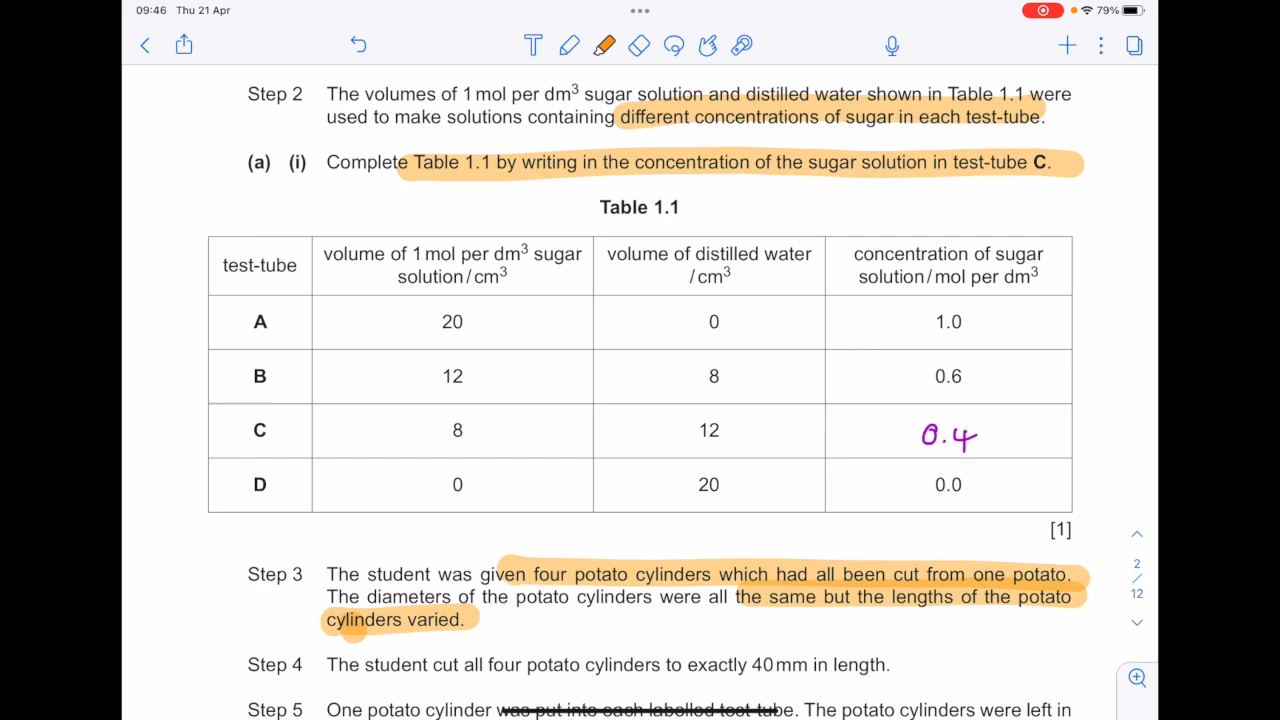 09:46 Thu 21 Apr
79%
T
Step 2 The volumes of 1 mol per dm³ sugar solution and distilled water shown in Table 1.1 were
used to make solutions containing different concentrations of sugar in each test-tube.
(a) (i) Complete Table 1.1 by writing in the concentration of the sugar solution in test-tube C.
Table 1.1
test-tube volume of 1 mol per dm³ sugar solution / cm³ volume of distilled water / cm³ concentration of sugar solution / mol per dm³
A 20 0 1.0
B 12 8 0.6
C 8 12 0.4
D 0 20 0.0
[1]
Step 3 The student was given four potato cylinders which had all been cut from one potato.
The diameters of the potato cylinders were all the same but the lengths of the potato
cylinders varied.
2
/
12
Step 4 The student cut all four potato cylinders to exactly 40 mm in length.
Step 5 One potato cylinder was put into each labelled test-tube. The potato cylinders were left in